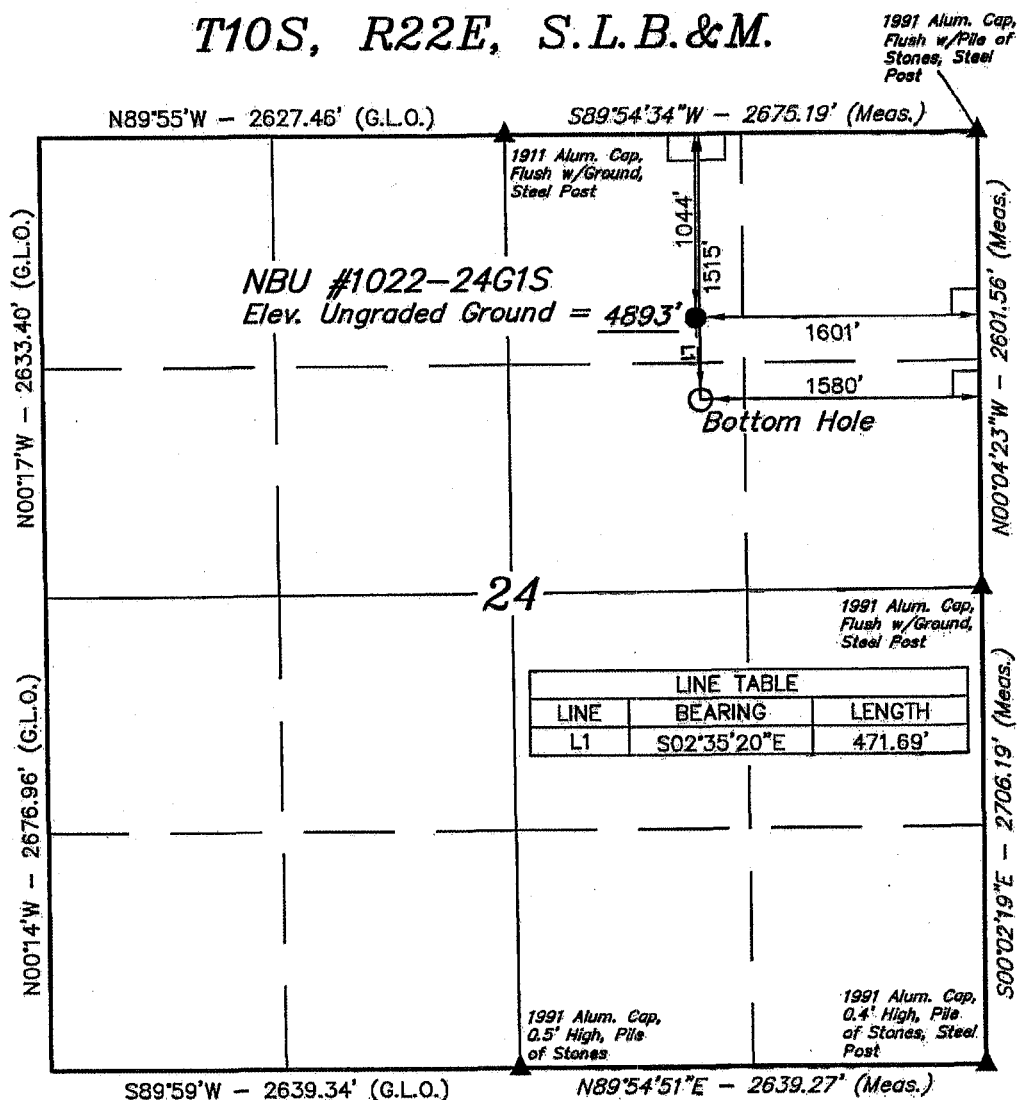 T10S, R22E, S.L.B.&M.
1991 Alum. Cap,
Flush w/Pile of
Stones, Steel
Post
N89°55'W - 2627.46' (G.L.O.)
S89°54'34"W - 2675.19' (Meas.)
1911 Alum. Cap,
Flush w/Ground,
Steel Post
N00°17'W - 2633.40' (G.L.O.)
1044'
1515'
N00°04'23"W - 2601.56' (Meas.)
NBU #1022-24G1S
Elev. Ungraded Ground = 4893'
1601'
L1
1580'
Bottom Hole
24
1991 Alum. Cap,
Flush w/Ground,
Steel Post
LINE TABLE
LINE BEARING LENGTH
L1 S02°35'20"E 471.69'
N00°14'W - 2676.96' (G.L.O.)
S00°02'19"E - 2706.19' (Meas.)
1991 Alum. Cap,
0.5' High, Pile
of Stones
1991 Alum. Cap,
0.4' High, Pile
of Stones, Steel
Post
S89°59'W - 2639.34' (G.L.O.)
N89°54'51"E - 2639.27' (Meas.)